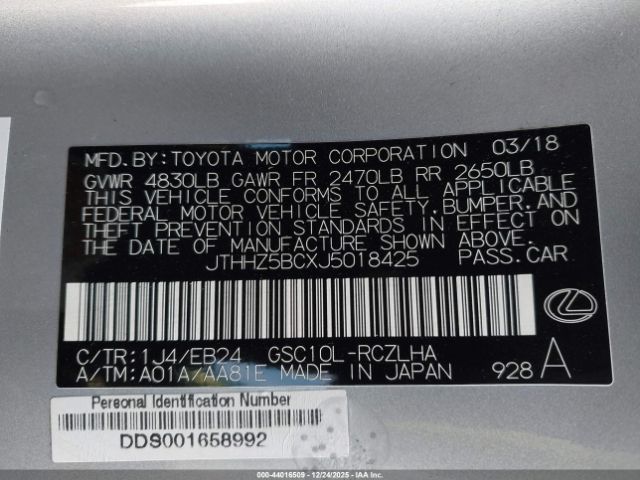 MFD. BY: TOYOTA MOTOR CORPORATION 03/18
GVWR 4830LB GAWR FR 2470LB RR 2650LB
THIS VEHICLE CONFORMS TO ALL APPLICABLE
FEDERAL MOTOR VEHICLE SAFETY, BUMPER, AND
THEFT PREVENTION STANDARDS IN EFFECT ON
THE DATE OF MANUFACTURE SHOWN ABOVE.
JTHHZ5BCXJ5018425 PASS. CAR
C/TR: 1J4/EB24 GSC10L-RCZLHA
A/TM: A01A/AA81E MADE IN JAPAN 928 A
Personal Identification Number
DDS001658992
000-44016509 - 12/24/2025 - IAA Inc.